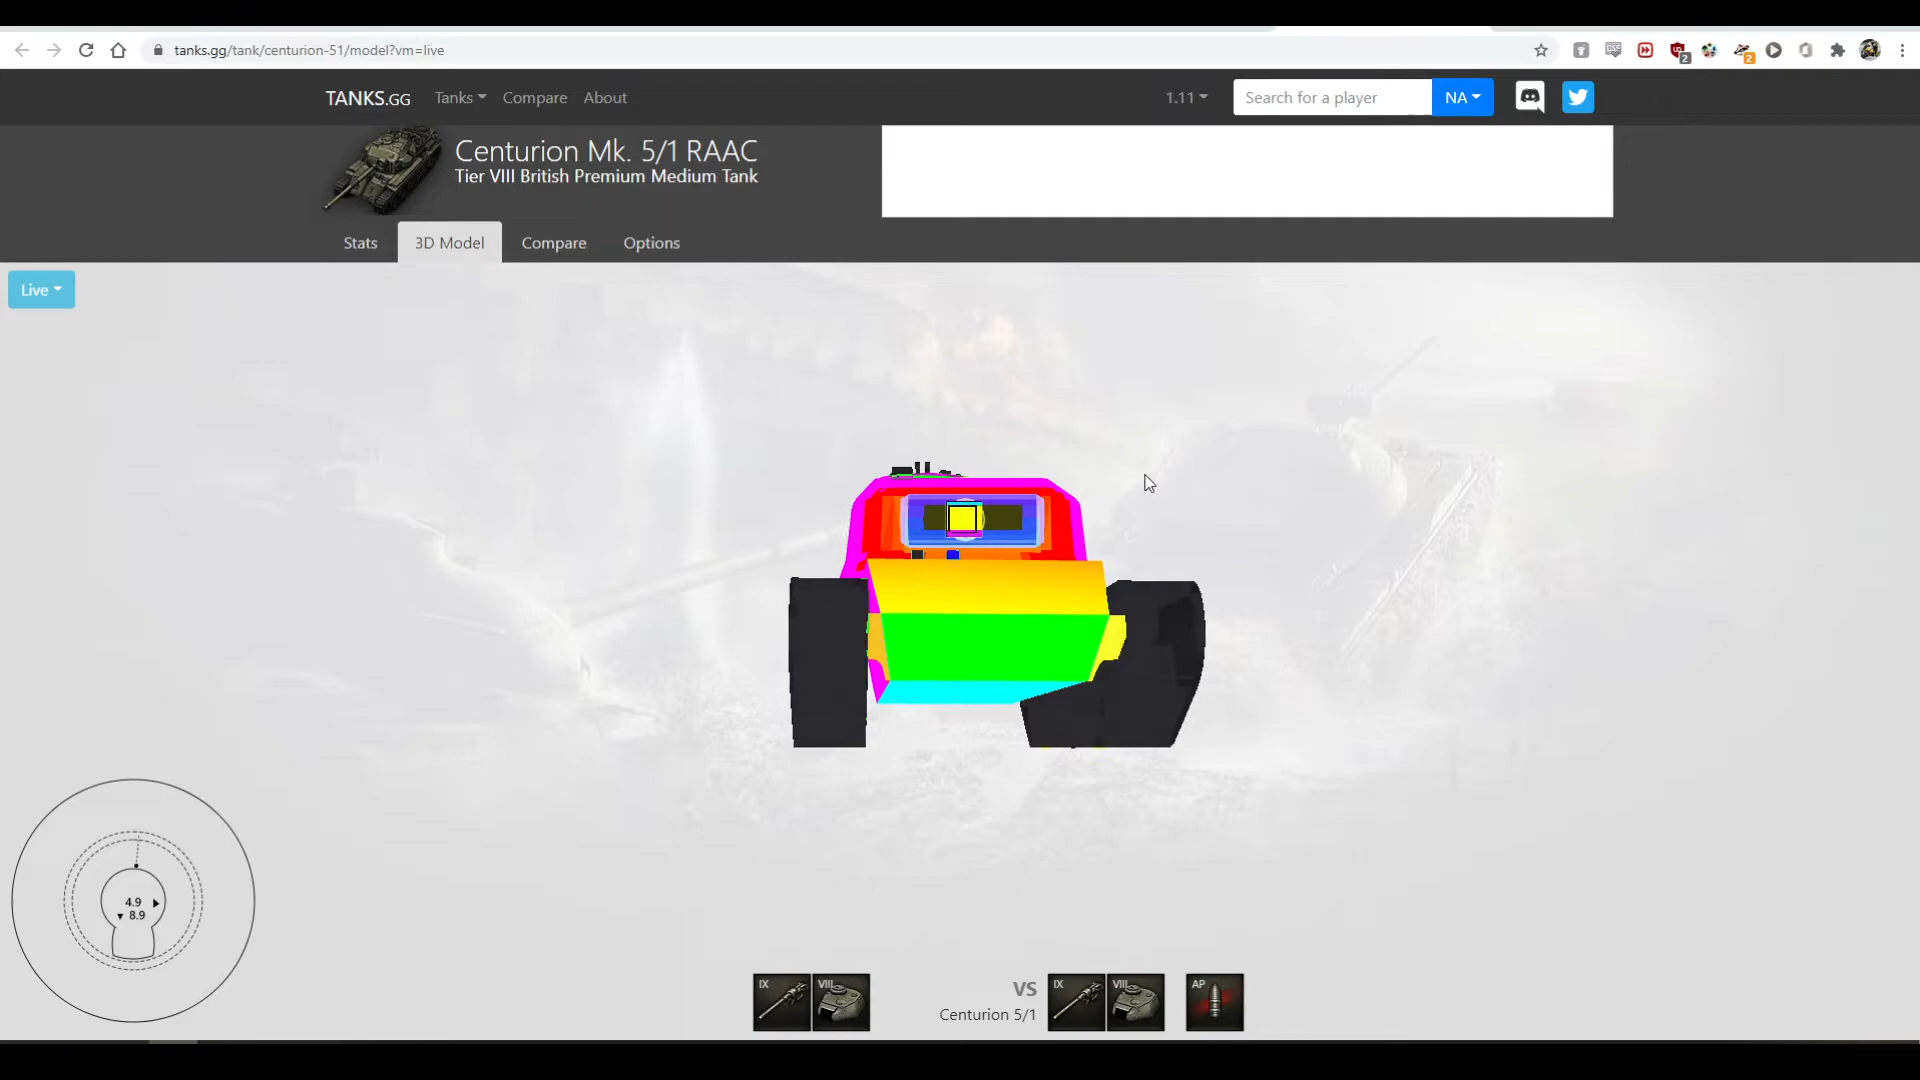 tanks.gg/tank/centurion-51/model?vm=live
2
2
TANKS.GG
Tanks
Compare
About
1.11
Search for a player
NA
Centurion Mk. 5/1 RAAC
Tier VIII British Premium Medium Tank
Stats
3D Model
Compare
Options
Live
4.9
8.9
IX
VIII
VS
Centurion 5/1
IX
VIII
AP